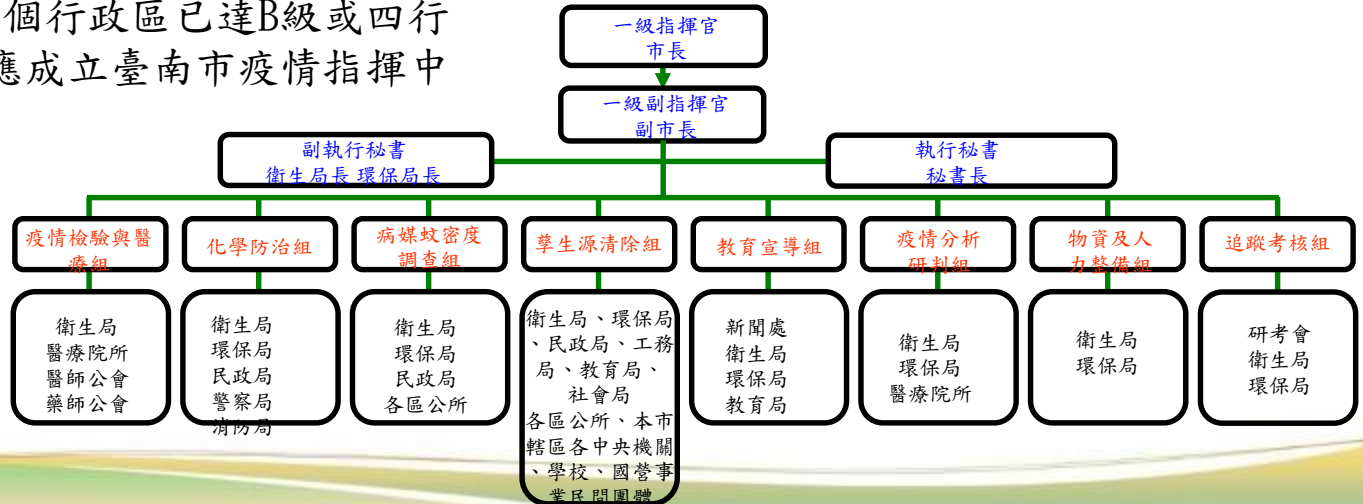 個行政區已達B級或四行
應成立臺南市疫情指揮中
一級指揮官
市長
一級副指揮官
副市長
副執行秘書
衛生局長 環保局長
執行秘書
秘書長
疫情檢驗與醫
療組
化學防治組
病媒蚊密度
調查組
孳生源清除組
教育宣導組
疫情分析
研判組
物資及人
力整備組
追蹤考核組
衛生局
醫療院所
醫師公會
藥師公會
衛生局
環保局
民政局
警察局
消防局
衛生局
環保局
民政局
各區公所
衛生局、環保局
、民政局、工務
局、教育局、
社會局
各區公所、本市
轄區各中央機關
、學校、國營事
業民間團體
新聞處
衛生局
環保局
教育局
衛生局
環保局
醫療院所
衛生局
環保局
研考會
衛生局
環保局